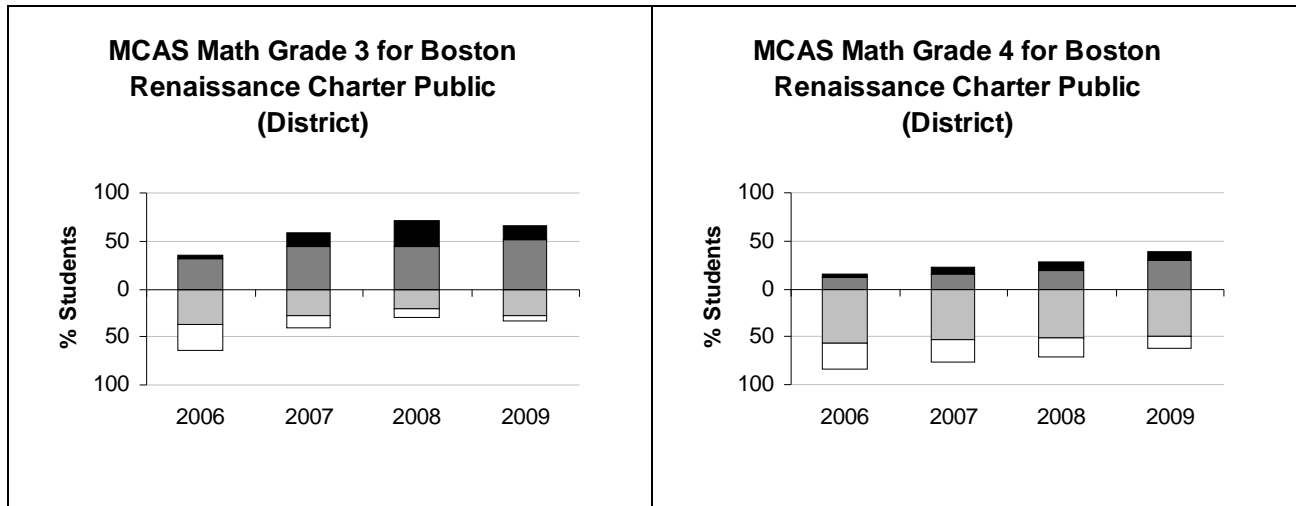 MCAS Math Grade 3 for Boston
Renaissance Charter Public
(District)
100
50
0
50
100
% Students
2006 2007 2008 2009
MCAS Math Grade 4 for Boston
Renaissance Charter Public
(District)
100
50
0
50
100
% Students
2006 2007 2008 2009